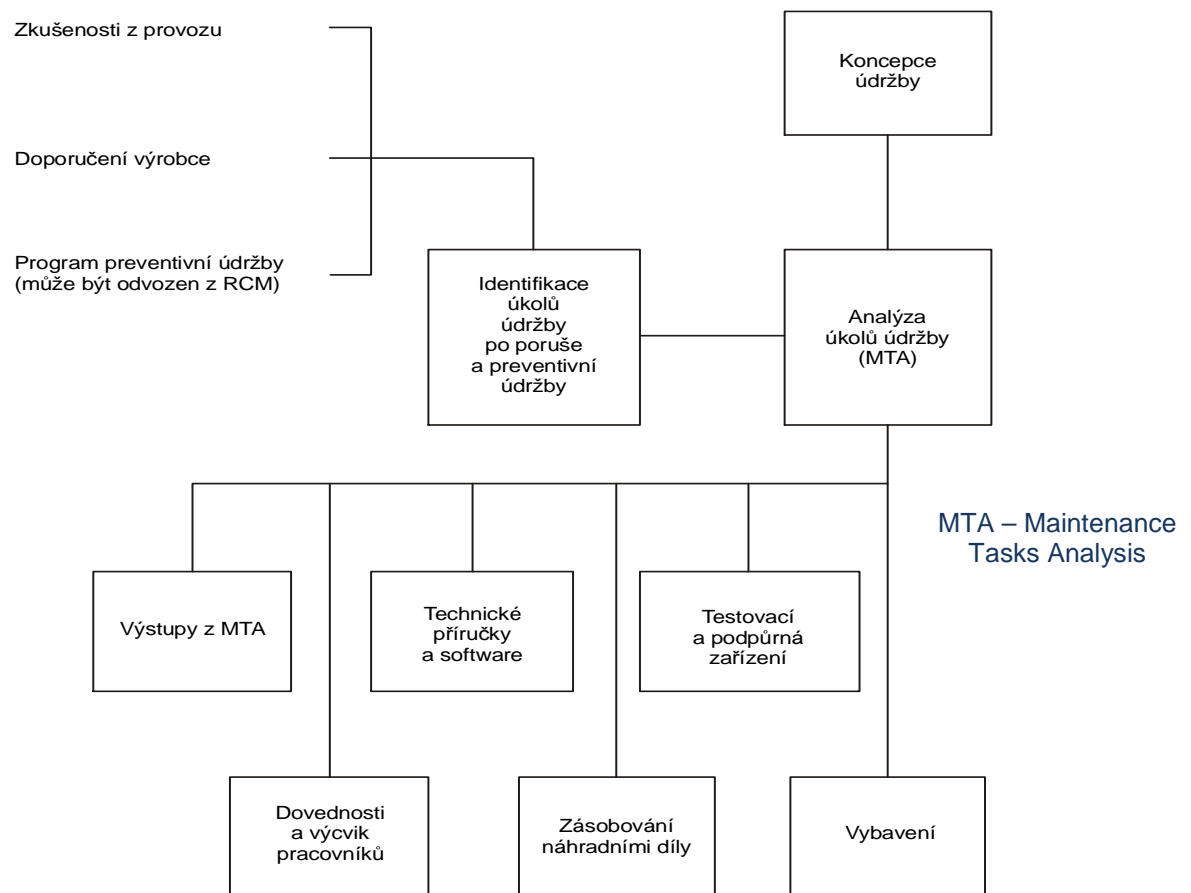 Zkušenosti z provozu
Koncepce
údržby
Doporučení výrobce
Program preventivní údržby
(může být odvozen z RCM)
Identifikace
úkolů
údržby
po poruše
a preventivní
údržby
Analýza
úkolů údržby
(MTA)
MTA – Maintenance
Tasks Analysis
Výstupy z MTA
Technické
příručky
a software
Testovací
a podpůrná
zařízení
Dovednosti
a výcvik
pracovníků
Zásobování
náhradními díly
Vybavení